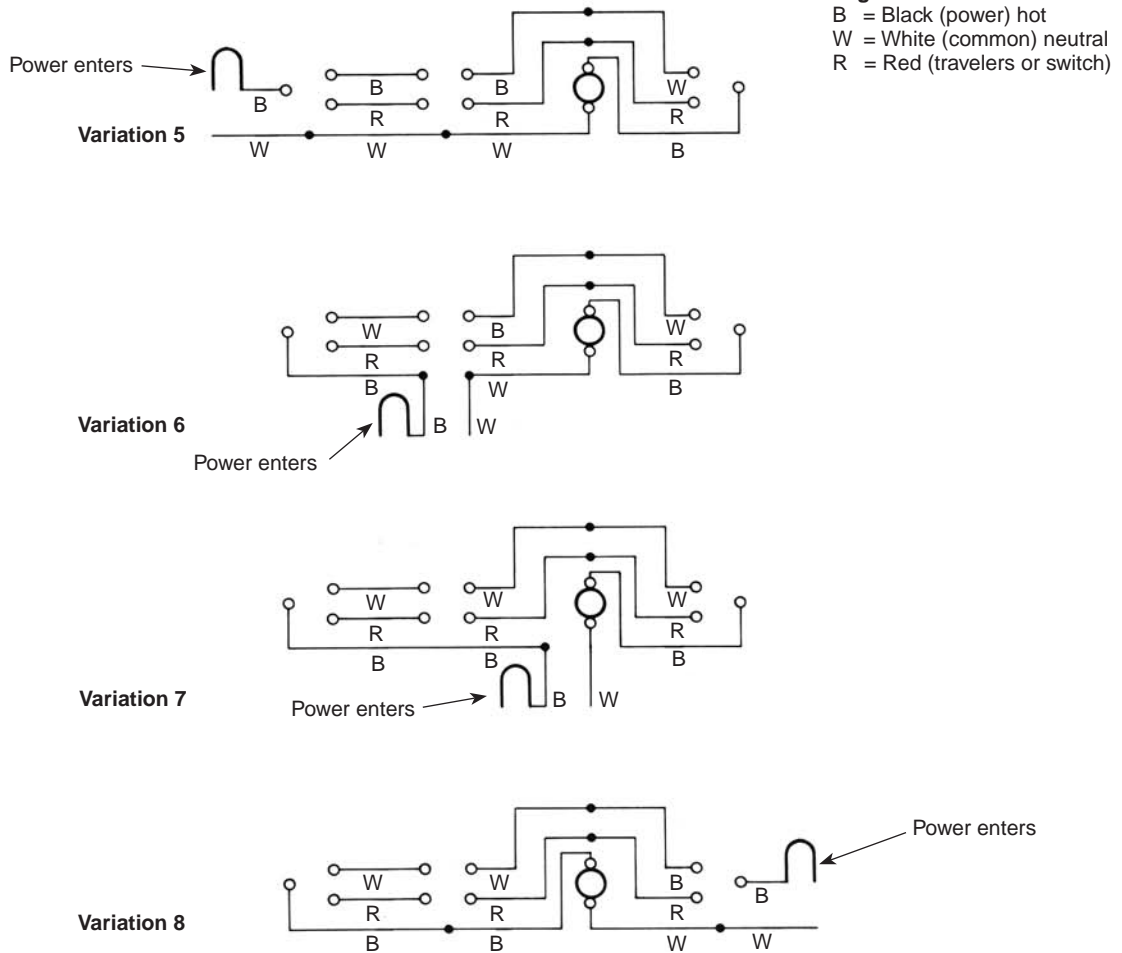 B = Black (power) hot
W = White (common) neutral
R = Red (travelers or switch)
Power enters
B
B
B
W
R
R
R
Variation 5
W
W
W
B
W
B
W
R
R
R
B
W
B
Variation 6
B
W
Power enters
W
W
W
R
R
R
B
B
B
Variation 7
Power enters
B
W
Power enters
W
W
B
B
R
R
R
Variation 8
B
B
W
W